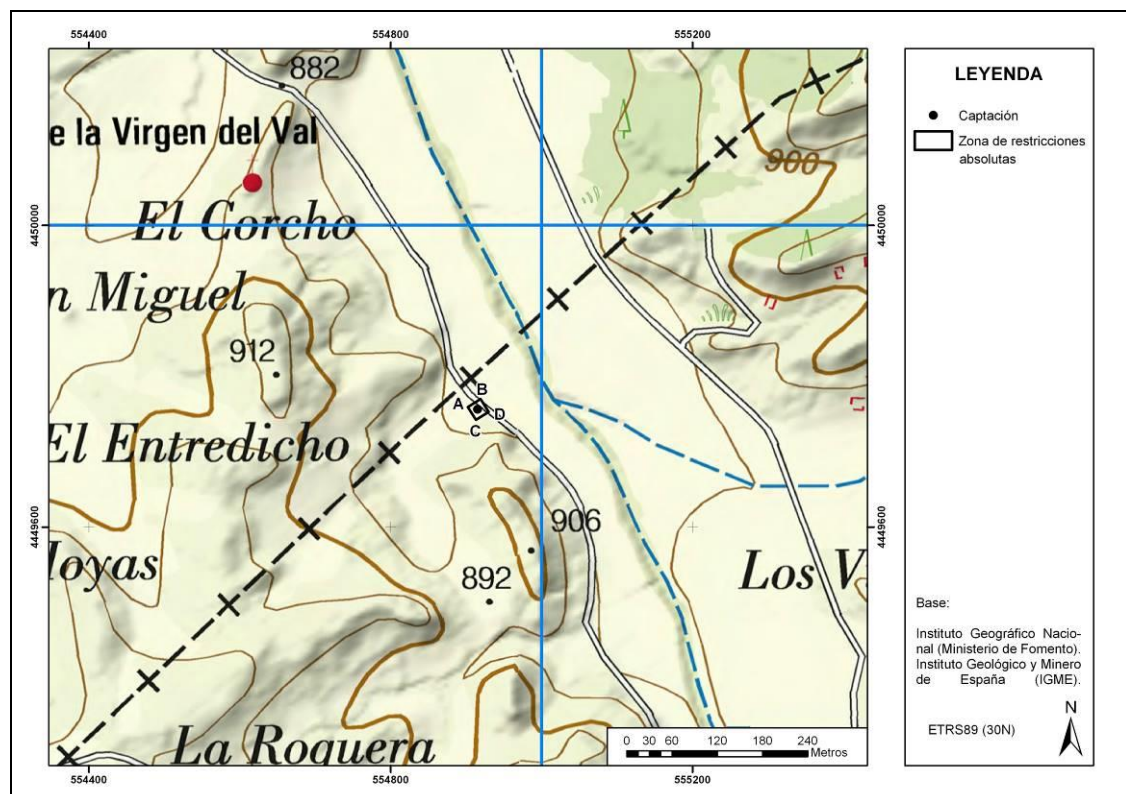 554400
554800
555200
882
e la Virgen del Val
900
El Corcho
4450000
4450000
n Miguel
912
B
A
D
C
El Entredicho
906
4449600
4449600
892
Los V
La Roquera
0 30 60 120 180 240
Metros
554400
554800
555200
LEYENDA
Captación
Zona de restricciones
absolutas
Base:
Instituto Geográfico Nacio-
nal (Ministerio de Fomento).
Instituto Geológico y Minero
de España (IGME).
N
ETRS89 (30N)